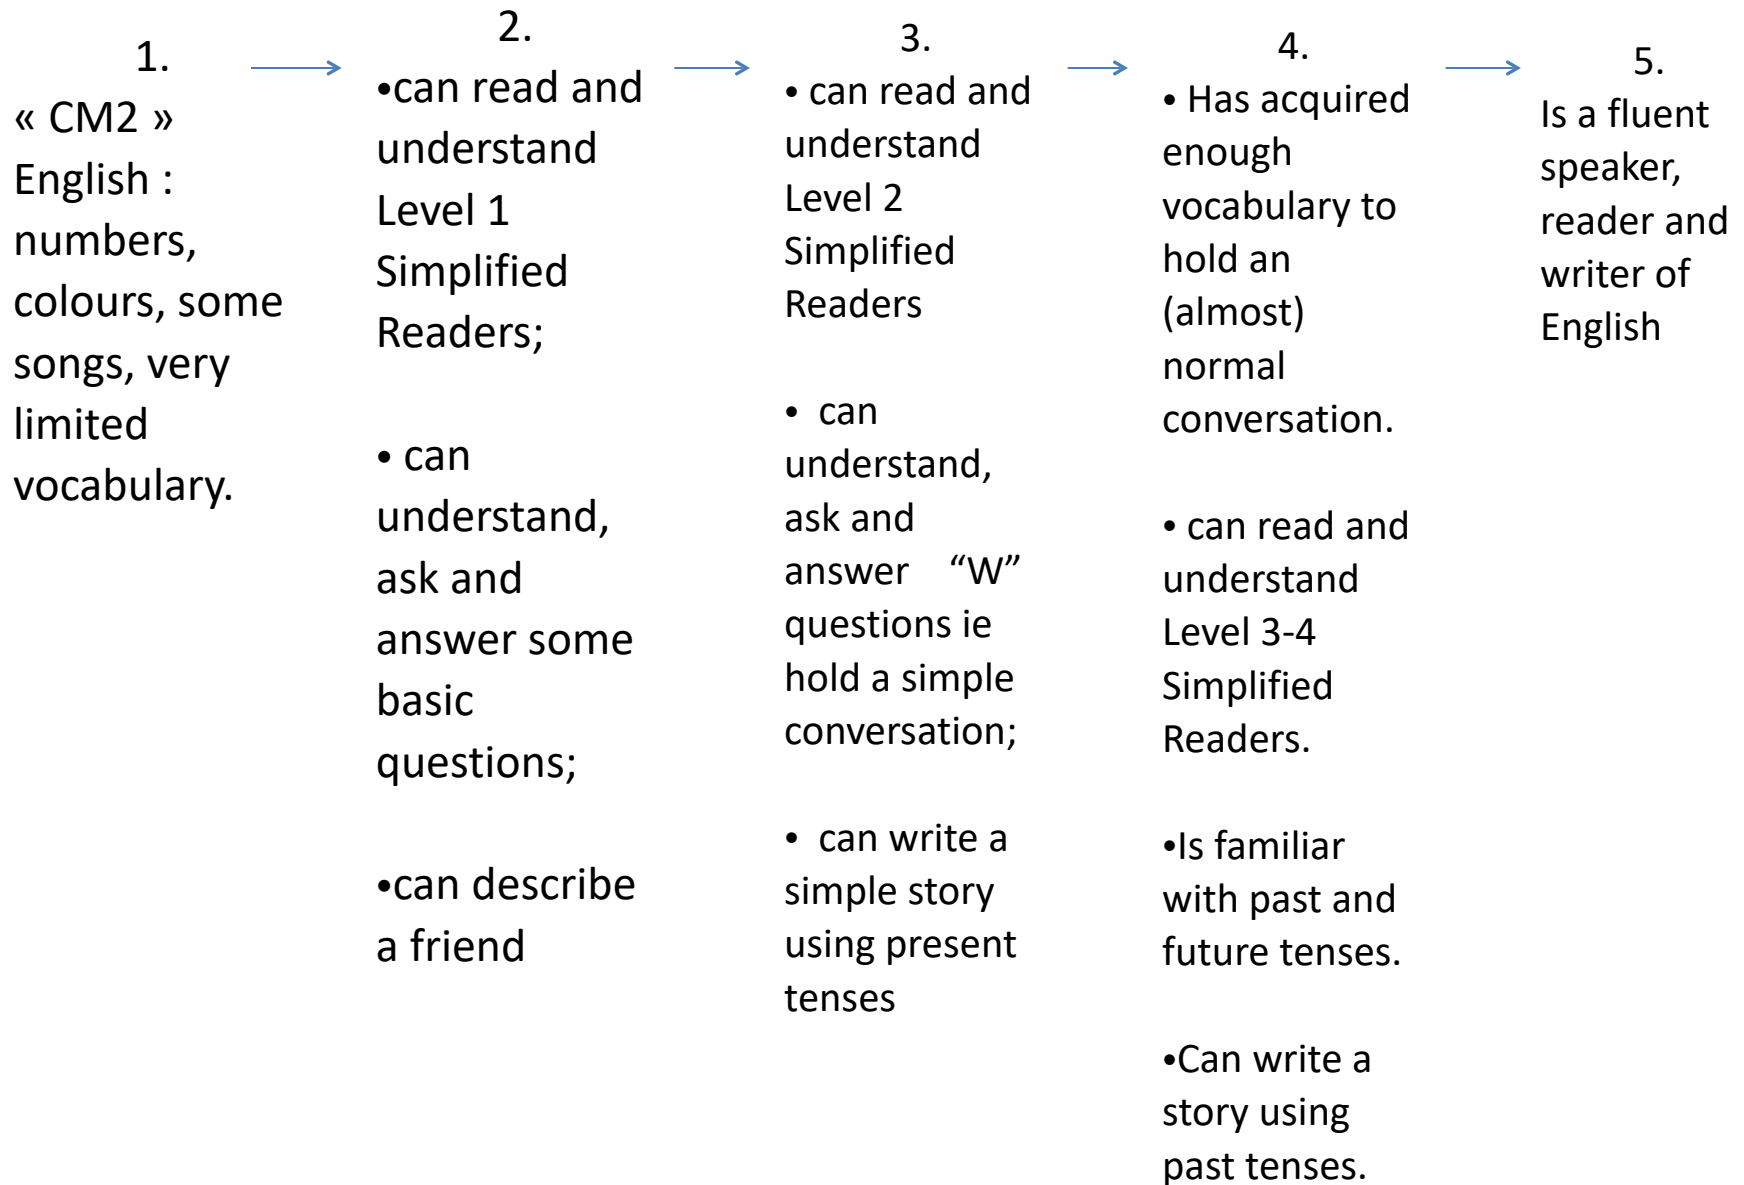 1.
« CM2 »
English :
numbers,
colours, some
songs, very
limited
vocabulary.
2.
•can read and
understand
Level 1
Simplified
Readers;
• can
understand,
ask and
answer some
basic
questions;
•can describe
a friend
3.
• can read and
understand
Level 2
Simplified
Readers
• can
understand,
ask and
answer “W”
questions ie
hold a simple
conversation;
• can write a
simple story
using present
tenses
4.
• Has acquired
enough
vocabulary to
hold an
(almost)
normal
conversation.
• can read and
understand
Level 3-4
Simplified
Readers.
•Is familiar
with past and
future tenses.
•Can write a
story using
past tenses.
5.
Is a fluent
speaker,
reader and
writer of
English